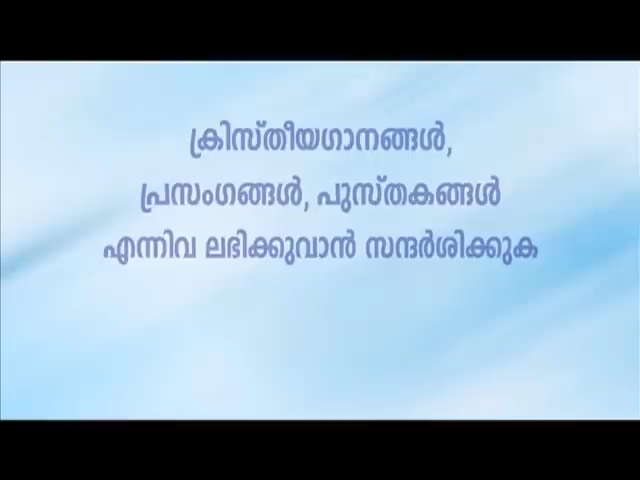 ക്രിസ്തീയഗാനങ്ങൾ,
പ്രസംഗങ്ങൾ, പുസ്തകങ്ങൾ
എന്നിവ ലഭിക്കുവാൻ സന്ദർശിക്കുക